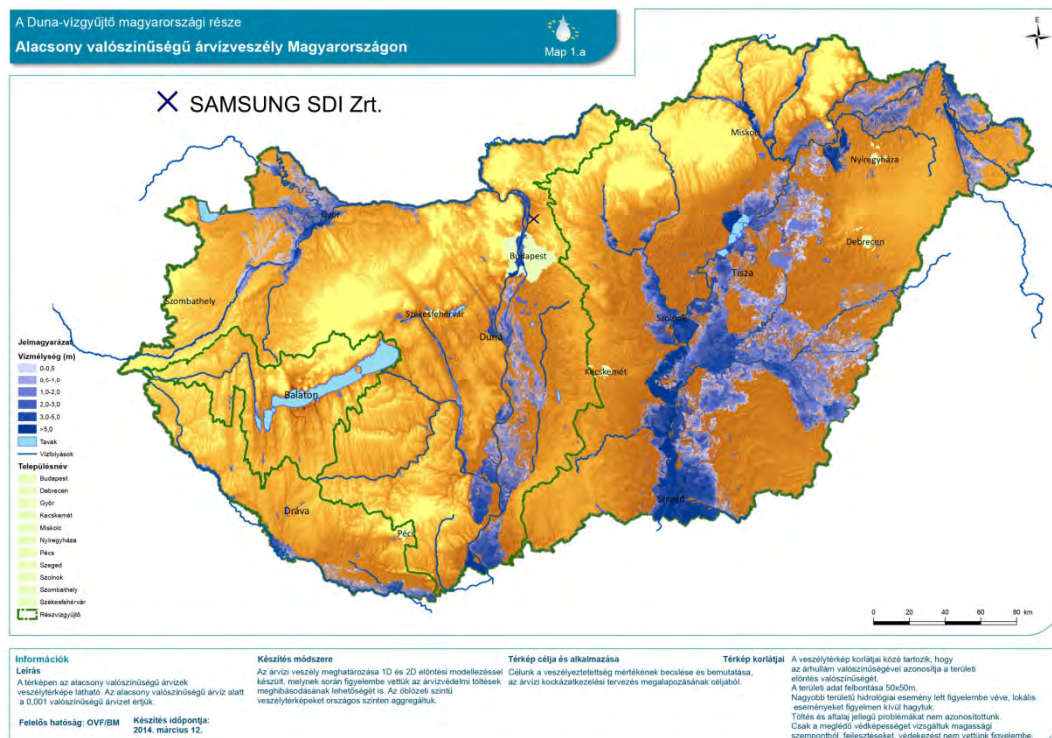 A Duna-vízgyűjtő magyarországi része
Alacsony valószínűségű árvízveszély Magyarországon
Map 1.a
É
SAMSUNG SDI Zrt.
Miskolc
Nyíregyháza
Győr
Budapest
Debrecen
Tisza
Szombathely
Székesfehérvár
Duna
Szolnok
Kecskemét
Balaton
Szeged
Dráva
Pécs
Jelmagyarázat
Vízmélység (m)
0-0,5
0,5-1,0
1,0-2,0
2,0-3,0
3,0-5,0
>5,0
Tavak
Vízfolyások
Településnév
Budapest
Debrecen
Győr
Kecskemét
Miskolc
Nyíregyháza
Pécs
Szeged
Szolnok
Szombathely
Székesfehérvár
Részvízgyűjtő
0 20 40 60 80 km
Információk
Leírás
A térképen az alacsony valószínűségű árvizek
veszélytérképe látható. Az alacsony valószínűségű árvíz alatt
a 0,001 valószínűségű árvizet értjük.
Felelős hatóság: OVF/BM
Készítés időpontja:
2014. március 12.
Készítés módszere
Az árvízi veszély meghatározása 1D és 2D elöntési modellezéssel
készült, melynek során figyelembe vettük az árvízvédelmi töltések
meghibásodásának lehetőségét is. Az öblözeti szintű
veszélytérképeket országos szinten aggregáltuk.
Térkép célja és alkalmazása
Célunk a veszélyeztetettség mértékének becslése és bemutatása,
az árvízi kockázatkezelési tervezés megalapozásának céljából.
Térkép korlátjai
A veszélytérkép korlátjai közé tartozik, hogy
az árhullám valószínűségével azonosítja a területi
elöntés valószínűségét.
A területi adat felbontása 50x50m.
Nagyobb területű hidrológiai esemény lett figyelembe véve, lokális
eseményeket figyelmen kívül hagytuk.
Töltés és altalaj jellegű problémákat nem azonosítottunk.
Csak a meglédő védképességet vizsgáltuk magassági
szempontból, fejlesztéseket, védekezést nem vettünk figyelembe.